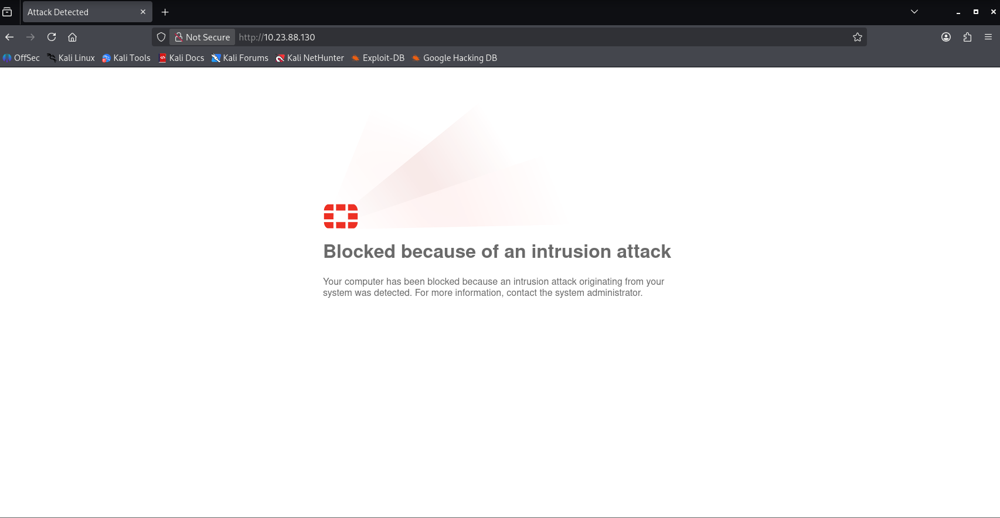 Attack Detected
Not Secure
http://10.23.88.130
OffSec
Kali Linux
Kali Tools
Kali Docs
Kali Forums
Kali NetHunter
Exploit-DB
Google Hacking DB
Blocked because of an intrusion attack
Your computer has been blocked because an intrusion attack originating from your
system was detected. For more information, contact the system administrator.